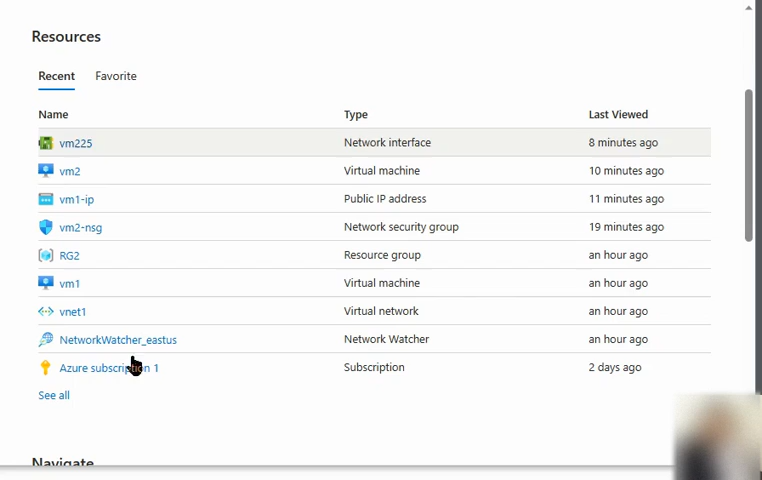 Resources
Recent Favorite
Name Type Last Viewed
vm225 Network interface 8 minutes ago
vm2 Virtual machine 10 minutes ago
vm1-ip Public IP address 11 minutes ago
vm2-nsg Network security group 19 minutes ago
RG2 Resource group an hour ago
vm1 Virtual machine an hour ago
vnet1 Virtual network an hour ago
NetworkWatcher_eastus Network Watcher an hour ago
Azure subscription 1 Subscription 2 days ago
See all
Navigate